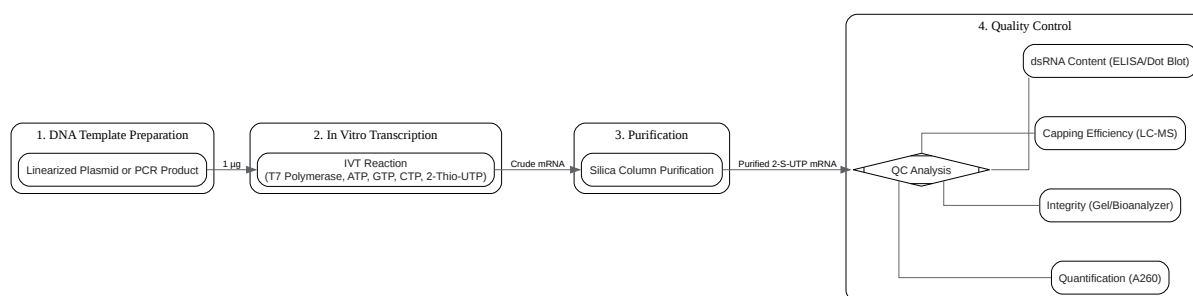 1. DNA Template Preparation
Linearized Plasmid or PCR Product
1 µg
2. In Vitro Transcription
IVT Reaction
(T7 Polymerase, ATP, GTP, CTP, 2-Thio-UTP)
Crude mRNA
3. Purification
Silica Column Purification
Purified 2-S-UTP mRNA
4. Quality Control
QC Analysis
dsRNA Content (ELISA/Dot Blot)
Capping Efficiency (LC-MS)
Integrity (Gel/Bioanalyzer)
Quantification (A260)